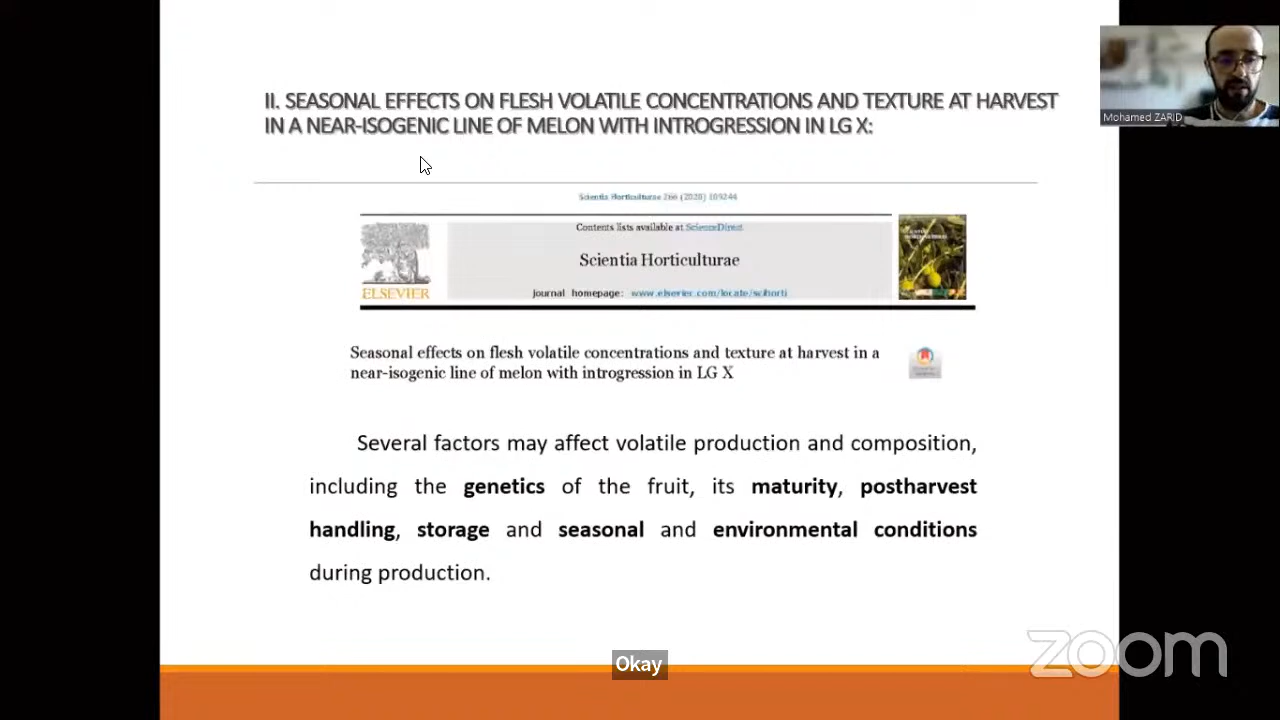 II. SEASONAL EFFECTS ON FLESH VOLATILE CONCENTRATIONS AND TEXTURE AT HARVEST
IN A NEAR-ISOGENIC LINE OF MELON WITH INTROGRESSION IN LG X:
Mohamed ZARID
Scientia Horticulturae 266 (2020) 109244
Contents lists available at ScienceDirect
Scientia Horticulturae
journal homepage: www.elsevier.com/locate/scihorti
ELSEVIER
Seasonal effects on flesh volatile concentrations and texture at harvest in a
near-isogenic line of melon with introgression in LG X
Several factors may affect volatile production and composition,
including the genetics of the fruit, its maturity, postharvest
handling, storage and seasonal and environmental conditions
during production.
zoom
Okay